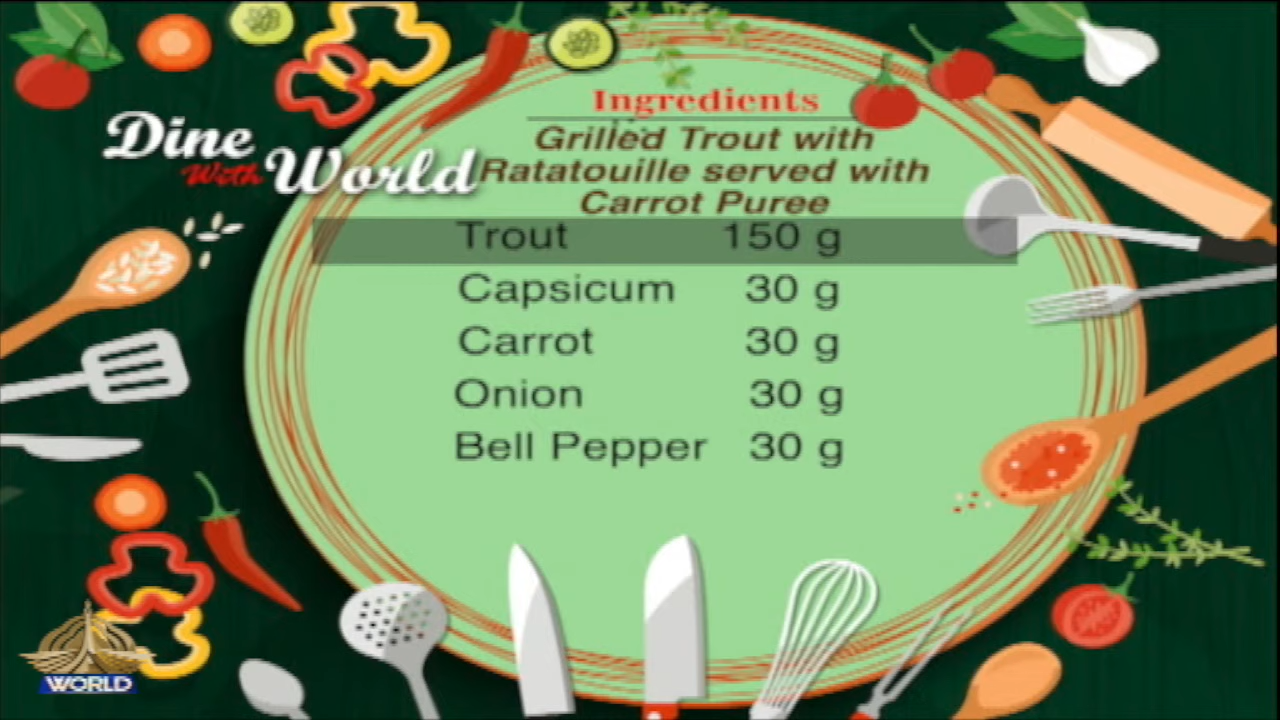 Ingredients
Dine
With
World
Grilled Trout with
Ratatouille served with
Carrot Puree
Trout 150 g
Capsicum 30 g
Carrot 30 g
Onion 30 g
Bell Pepper 30 g
WORLD